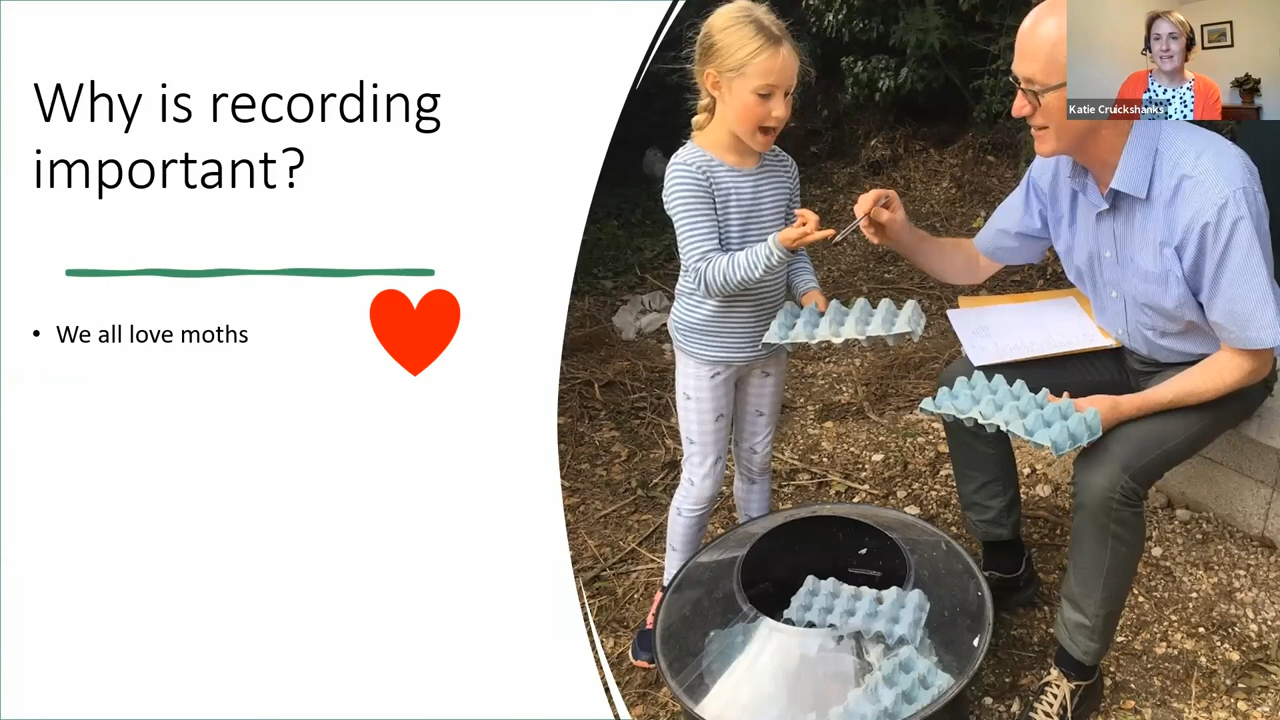 Why is recording
important?
• We all love moths
Katie Cruickshanks